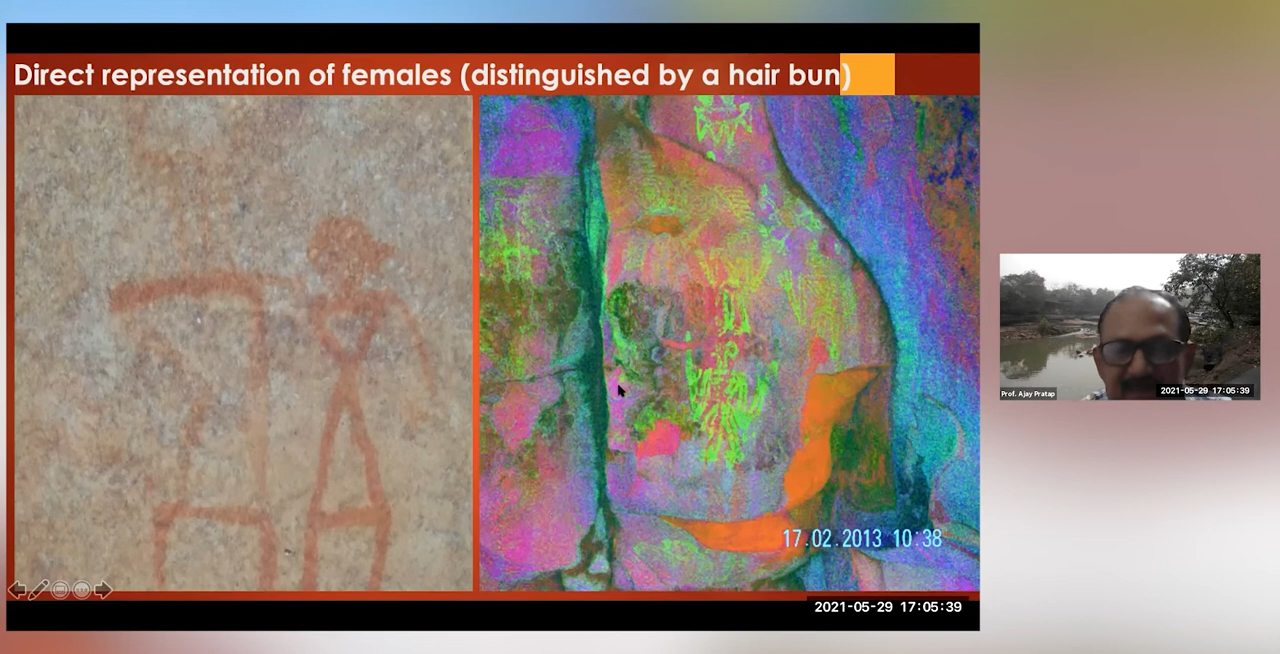 Direct representation of females (distinguished by a hair bun)
17.02.2013 10:38
2021-05-29 17:05:39
Prof. Ajay Pratap
2021-05-29 17:05:39